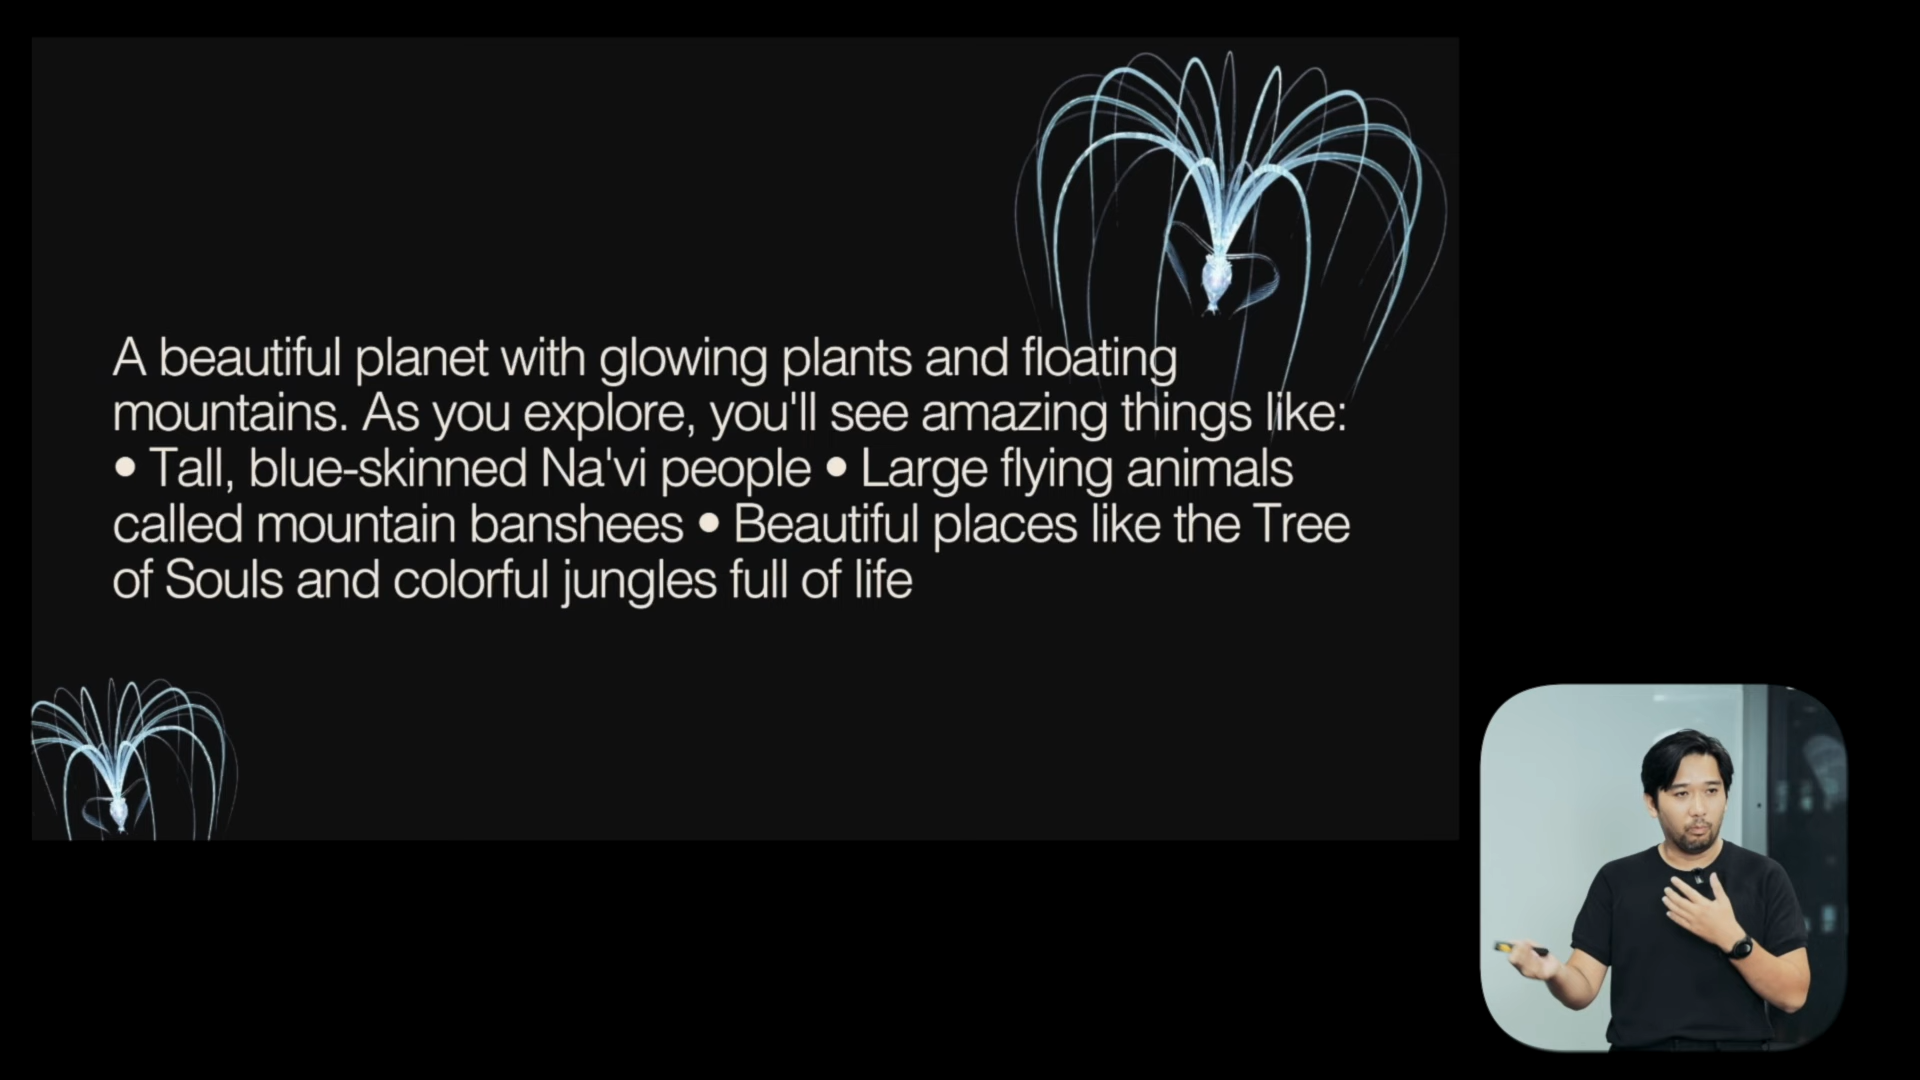 A beautiful planet with glowing plants and floating
mountains. As you explore, you'll see amazing things like:
• Tall, blue-skinned Na'vi people • Large flying animals
called mountain banshees • Beautiful places like the Tree
of Souls and colorful jungles full of life